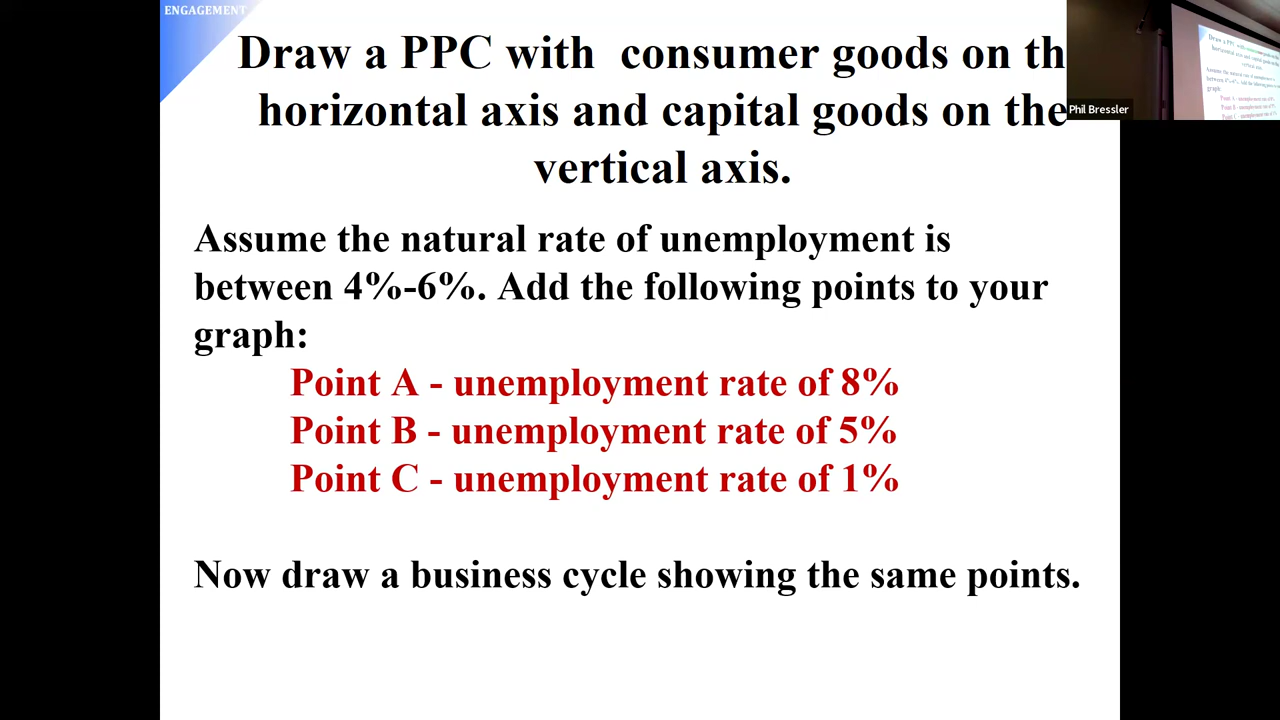 ENGAGEMENT
Draw a PPC with consumer goods on th
horizontal axis and capital goods on the
vertical axis.
Assume the natural rate of unemployment is
between 4%-6%. Add the following points to your
graph:
Point A - unemployment rate of 8%
Point B - unemployment rate of 5%
Point C - unemployment rate of 1%
Now draw a business cycle showing the same points.
Phil Bressler